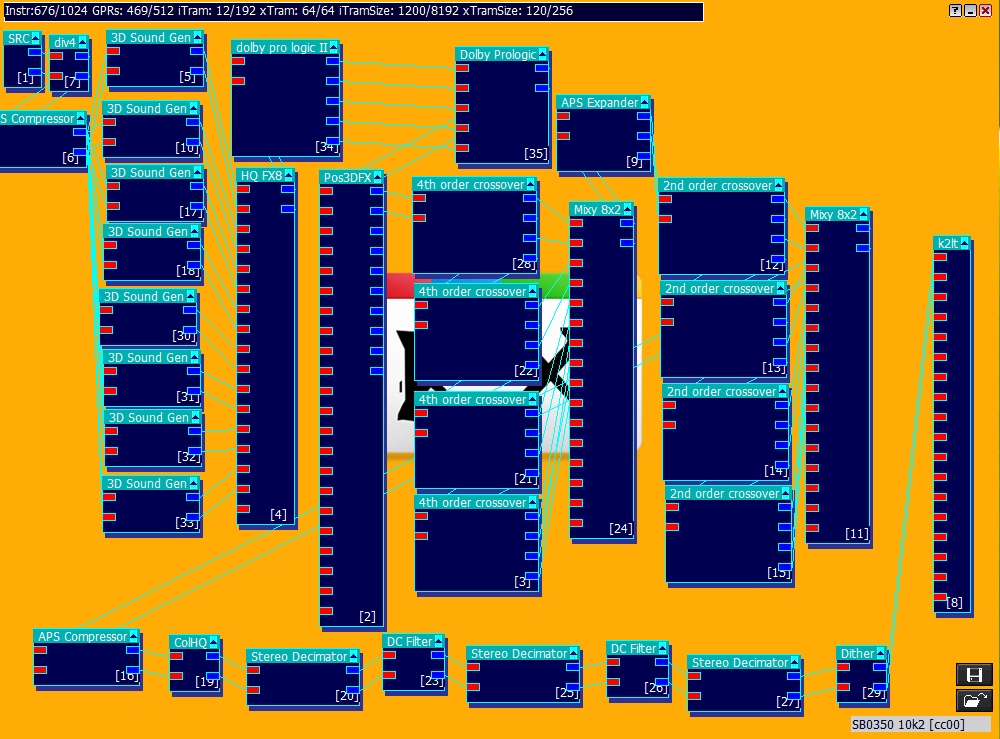 Instr:676/1024 GPRs: 469/512 iTram: 12/192 xTram: 64/64 iTramSize: 1200/8192 xTramSize: 120/256
SRC
[1]
div4
[7]
3D Sound Gen
[5]
dolby pro logic II
[34]
Dolby Prologic
[35]
APS Expander
[9]
S Compressor
[6]
3D Sound Gen
[10]
3D Sound Gen
[17]
3D Sound Gen
[18]
3D Sound Gen
[30]
3D Sound Gen
[31]
3D Sound Gen
[32]
3D Sound Gen
[33]
HQ FX8
[4]
Pos3DFX
[2]
4th order crossover
[28]
4th order crossover
[22]
4th order crossover
[21]
4th order crossover
[3]
Mixy 8x2
[24]
2nd order crossover
[12]
2nd order crossover
[13]
2nd order crossover
[14]
2nd order crossover
[15]
Mixy 8x2
[11]
k2lt
[8]
APS Compressor
[16]
ColHQ
[19]
Stereo Decimator
[20]
DC Filter
[23]
Stereo Decimator
[25]
DC Filter
[26]
Stereo Decimator
[27]
Dither
[29]
SB0350 10k2 [cc00]